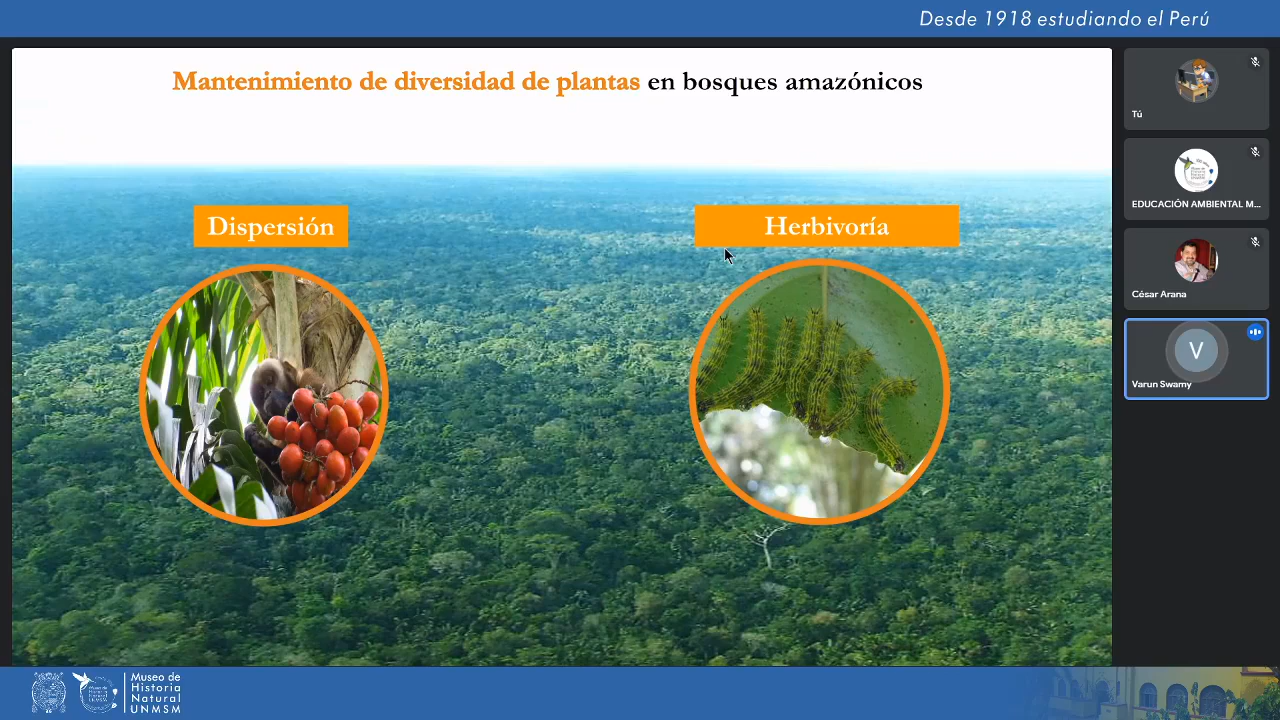 Desde 1918 estudiando el Perú
Mantenimiento de diversidad de plantas en bosques amazónicos
Dispersión
Herbivoría
Tú
EDUCACIÓN AMBIENTAL M...
César Arana
V
Varun Swamy
Museo de
Historia
Natural
UNMSM